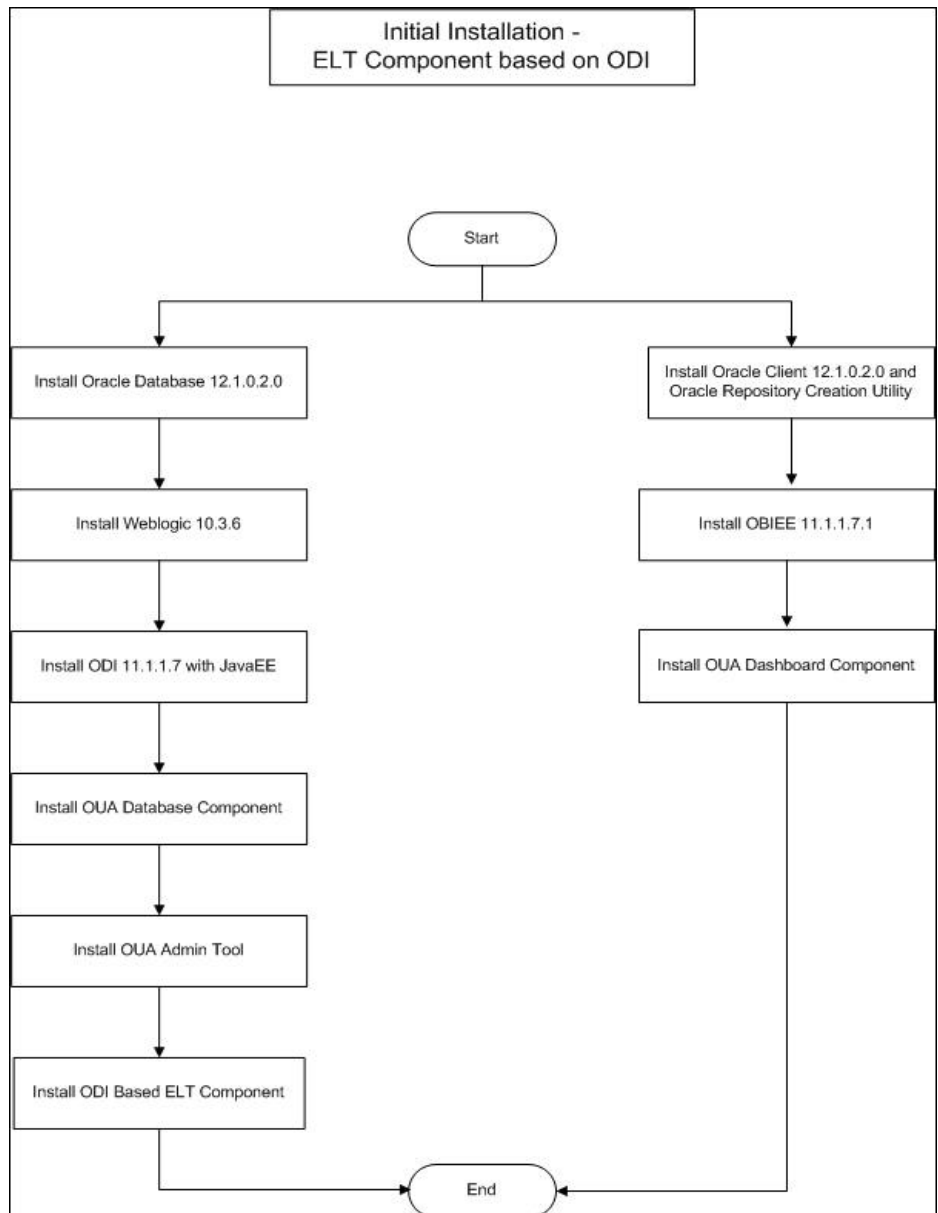 Initial Installation -
ELT Component based on ODI
Start
Install Oracle Database 12.1.0.2.0
Install Oracle Client 12.1.0.2.0 and
Oracle Repository Creation Utility
Install Weblogic 10.3.6
Install OBIEE 11.1.1.7.1
Install ODI 11.1.1.7 with JavaEE
Install OUA Dashboard Component
Install OUA Database Component
Install OUA Admin Tool
Install ODI Based ELT Component
End